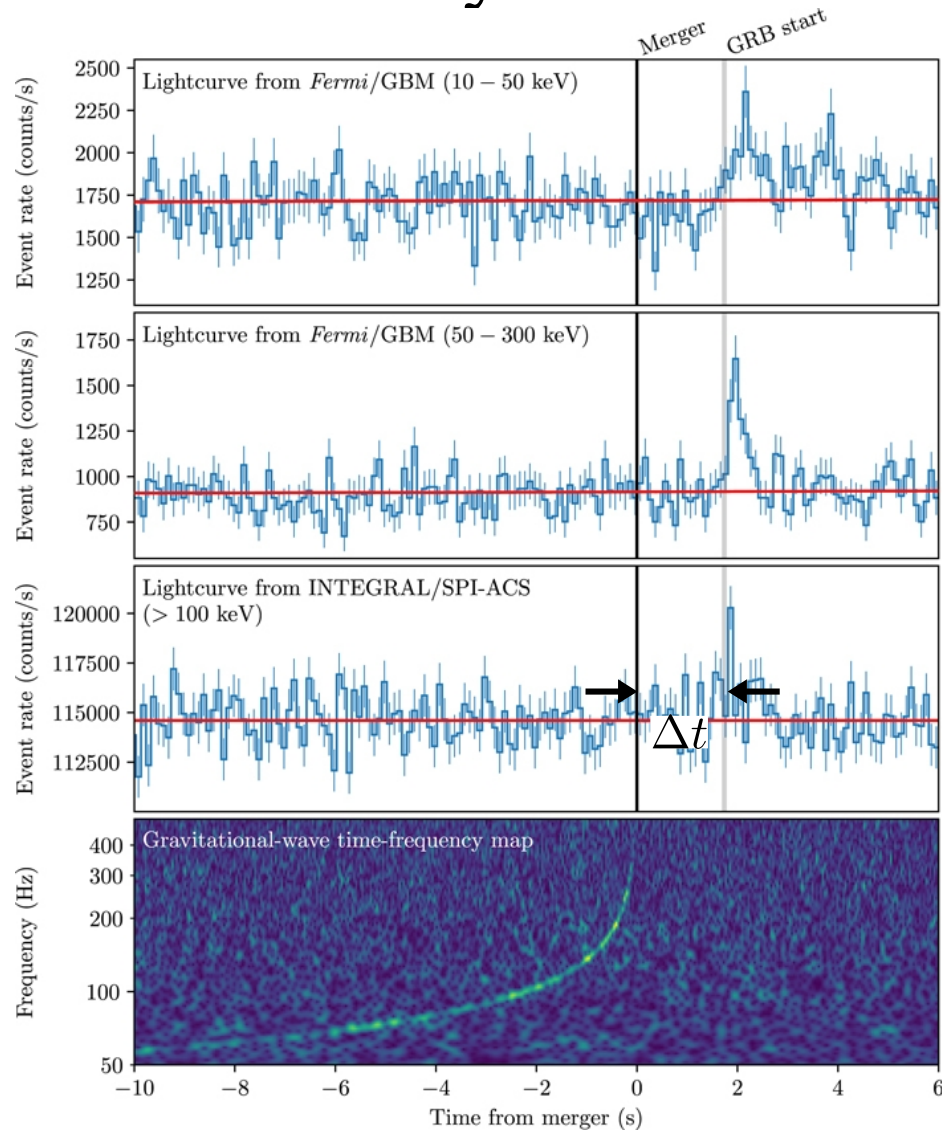 Merger
GRB start
Lightcurve from Fermi/GBM (10 − 50 keV)
Event rate (counts/s)
2500
2250
2000
1750
1500
1250
Lightcurve from Fermi/GBM (50 − 300 keV)
Event rate (counts/s)
1750
1500
1250
1000
750
Lightcurve from INTEGRAL/SPI-ACS
(> 100 keV)
Event rate (counts/s)
120000
117500
115000
112500
Δt
Gravitational-wave time-frequency map
Frequency (Hz)
400
300
200
100
50
−10 −8 −6 −4 −2 0 2 4 6
Time from merger (s)